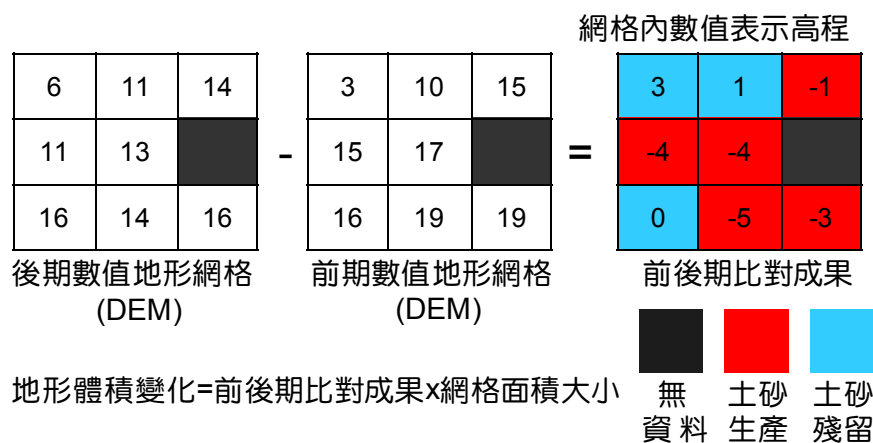 網格內數值表示高程
6 11 14 3 10 15 3 1 -1
11 13 - 15 17 = -4 -4
16 14 16 16 19 19 0 -5 -3
後期數值地形網格 前期數值地形網格 前後期比對成果
(DEM) (DEM)
地形體積變化=前後期比對成果x網格面積大小
無 土砂 土砂
資料 生產 殘留